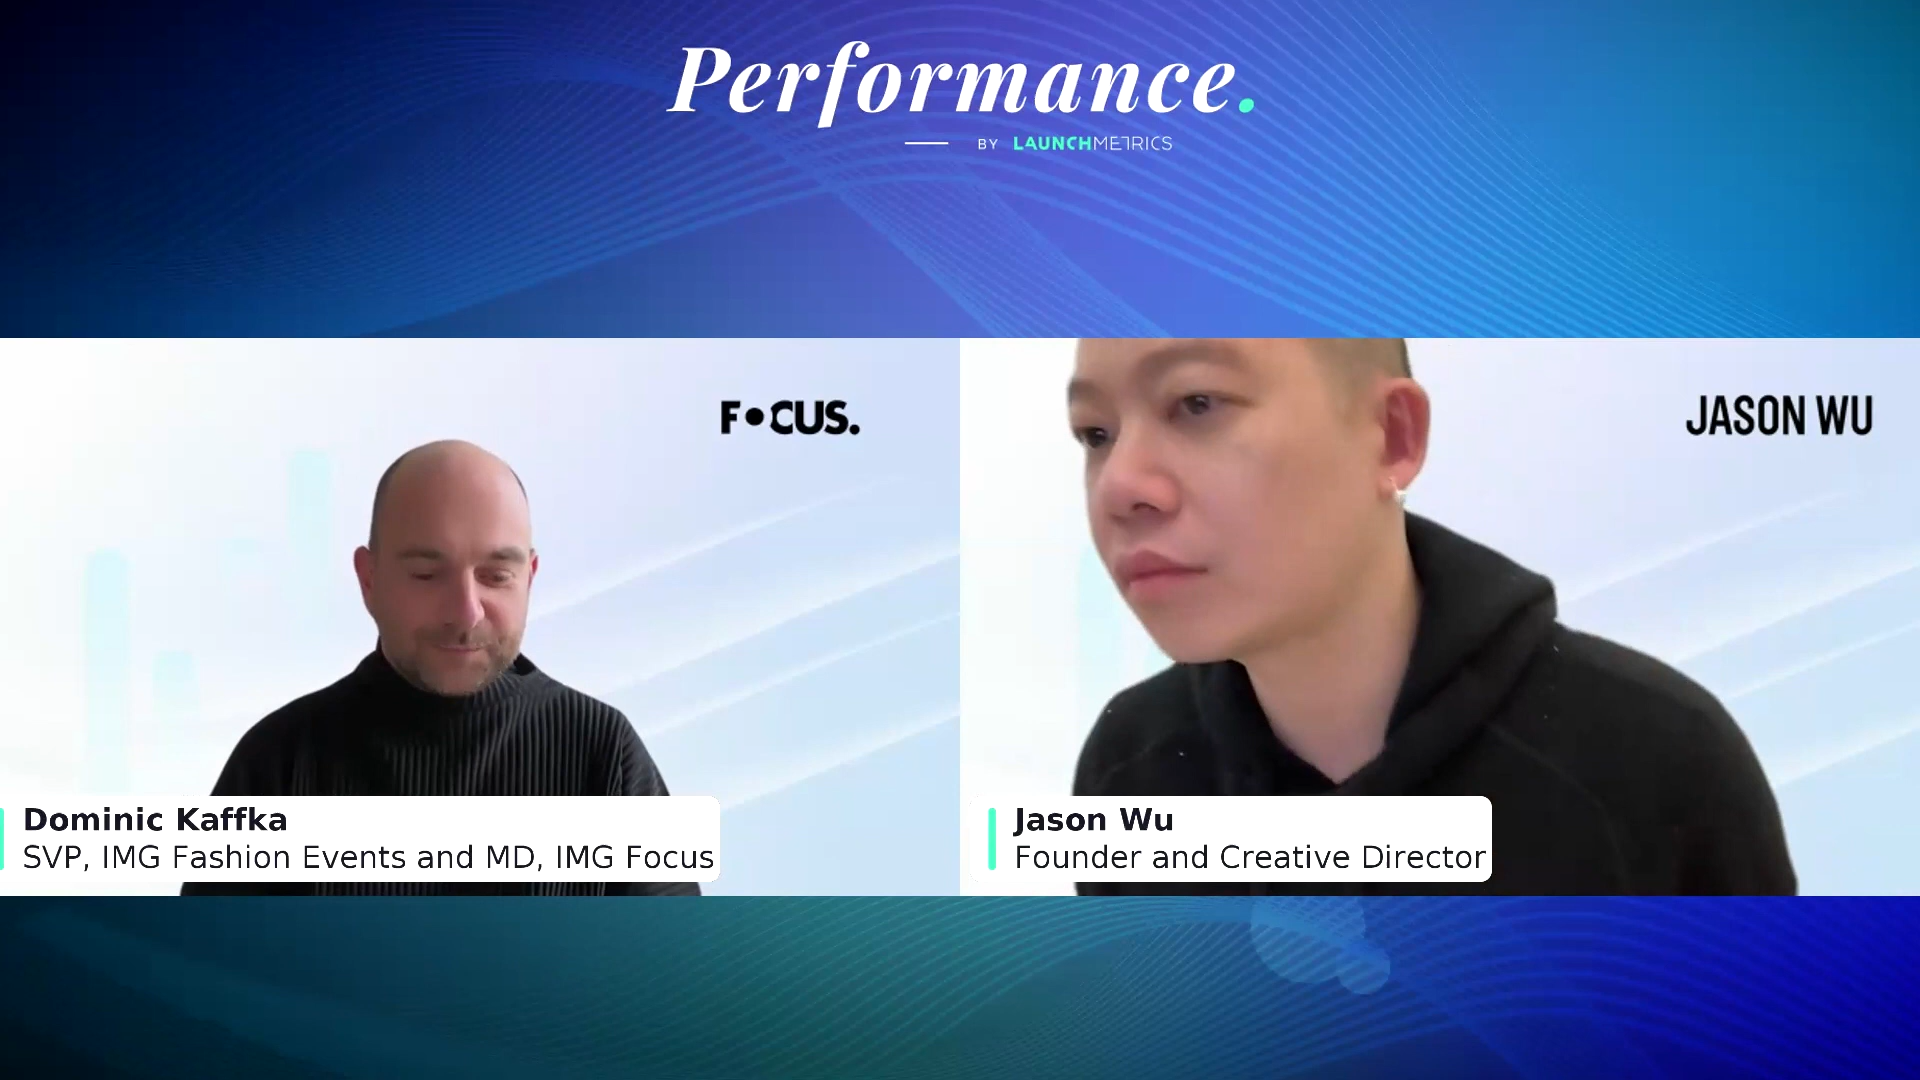 Performance.
BY LAUNCHMETRICS
FOCUS.
JASON WU
Dominic Kaffka
SVP, IMG Fashion Events and MD, IMG Focus
Jason Wu
Founder and Creative Director